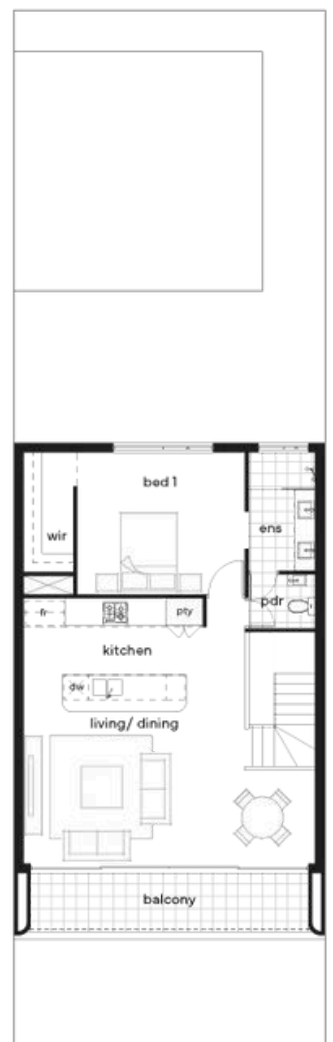 bed 1
wir
ens
pdr
fr
pty
kitchen
dw
living/ dining
balcony